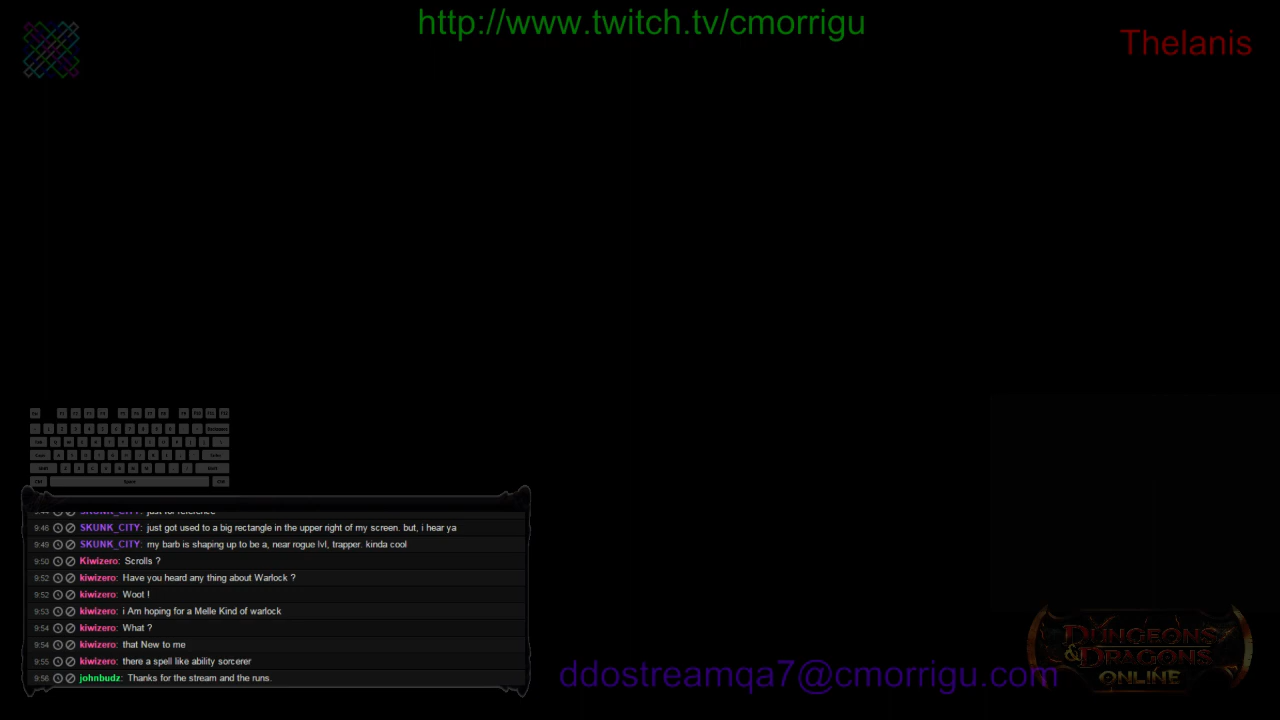 http://www.twitch.tv/cmorrigu
Thelanis
SKUNK_CITY: just for reference
9:46 SKUNK_CITY: just got used to a big rectangle in the upper right of my screen. but, i hear ya
9:49 SKUNK_CITY: my barb is shaping up to be a, near rogue lvl, trapper. kinda cool
9:50 Kiwizero: Scrolls ?
9:52 kiwizero: Have you heard any thing about Warlock ?
9:52 kiwizero: Woot !
9:53 kiwizero: i Am hoping for a Melle Kind of warlock
9:54 kiwizero: What ?
9:54 kiwizero: that New to me
9:55 kiwizero: there a spell like ability sorcerer
9:56 johnbudz: Thanks for the stream and the runs.
ddostreamqa7@cmorrigu.com
DUNGEONS
& DRAGONS
ONLINE